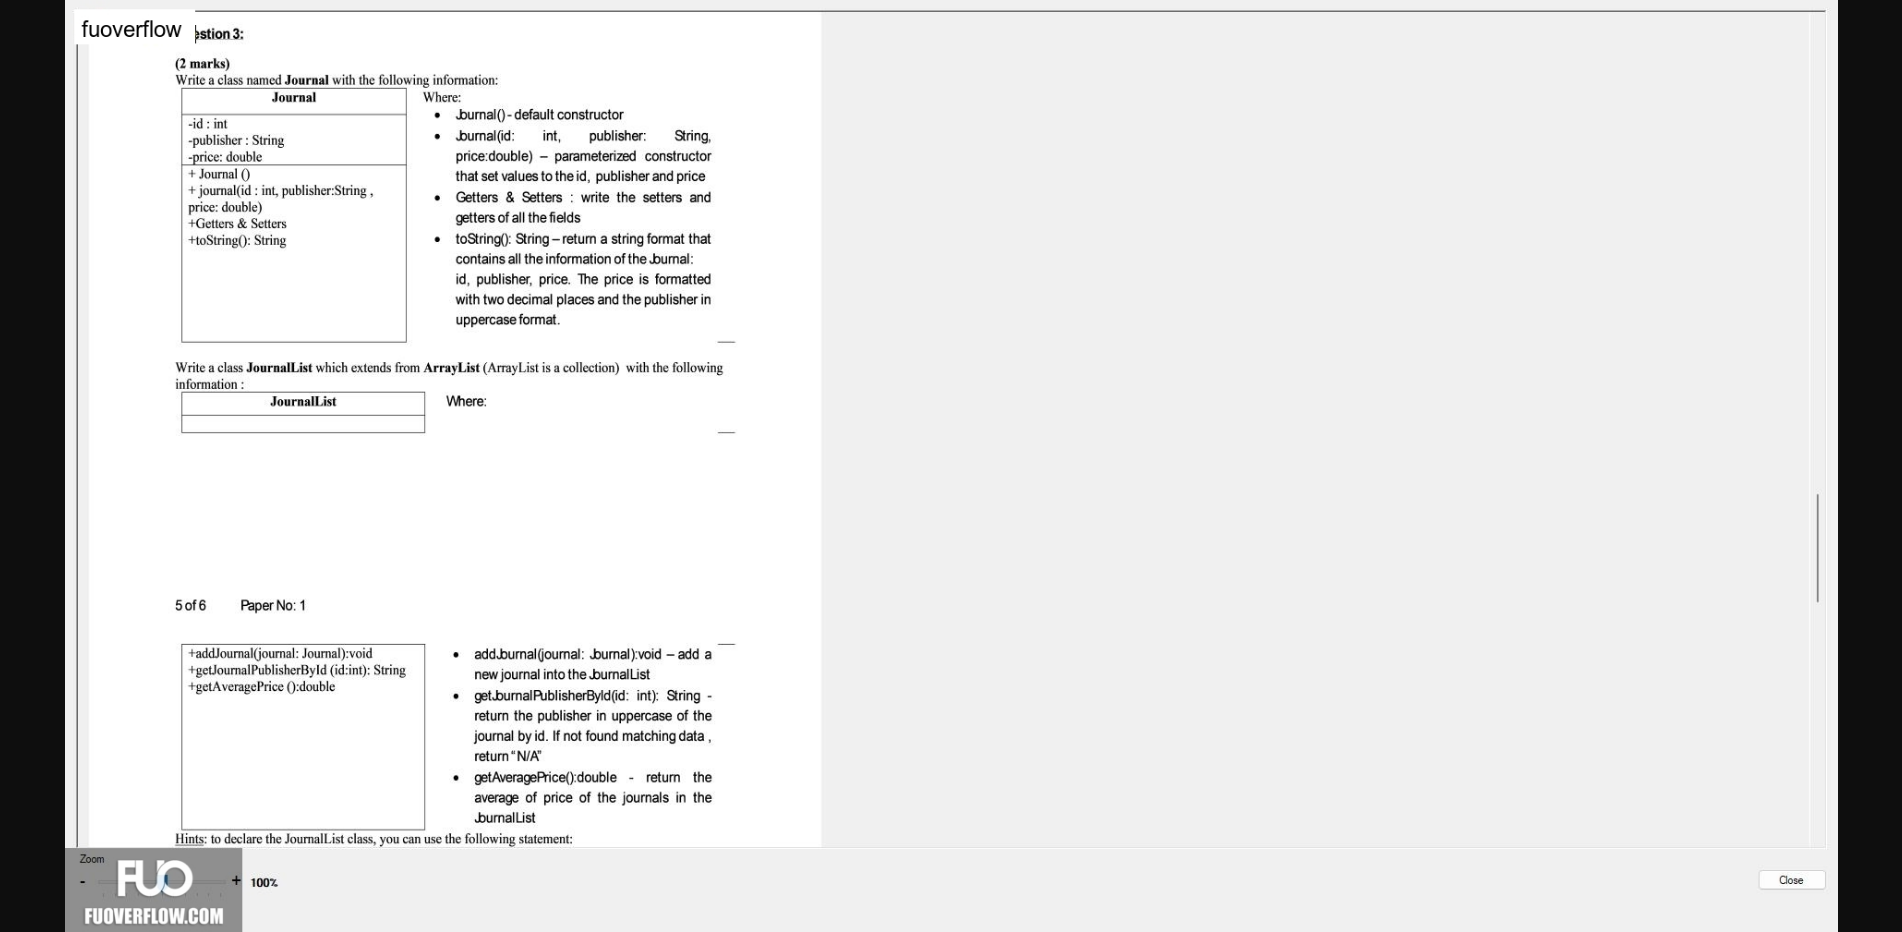 fuoverflow
estion 3:
(2 marks)
Write a class named Journal with the following information:
Journal
-id : int
-publisher : String
-price: double
+ Journal ()
+ journal(id : int, publisher:String ,
price: double)
+Getters & Setters
+toString(): String
Where:
• Journal() - default constructor
• Journal(id: int, publisher: String,
price:double) – parameterized constructor
that set values to the id, publisher and price
• Getters & Setters : write the setters and
getters of all the fields
• toString(): String – return a string format that
contains all the information of the Journal:
id, publisher, price. The price is formatted
with two decimal places and the publisher in
uppercase format.
Write a class JournalList which extends from ArrayList (ArrayList is a collection) with the following
information :
JournalList
Where:
5 of 6 Paper No: 1
+addJournal(journal: Journal):void
+getJournalPublisherById (id:int): String
+getAveragePrice ():double
• addJournal(journal: Journal):void – add a
new journal into the JournalList
• getJournalPublisherById(id: int): String -
return the publisher in uppercase of the
journal by id. If not found matching data ,
return “N/A”
• getAveragePrice():double - return the
average of price of the journals in the
JournalList
Hints: to declare the JournalList class, you can use the following statement:
Zoom
- + 100%
Close
FUO
FUOVERFLOW.COM